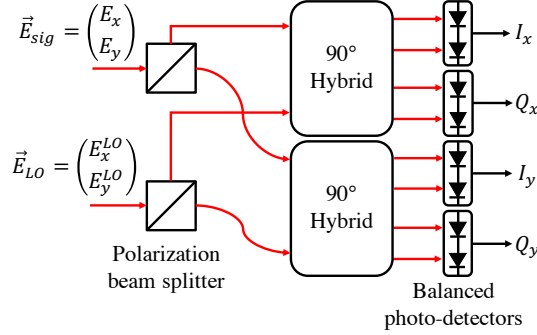 E⃗sig = (Ex
Ey)
E⃗LO = (ExLO
EyLO)
Polarization
beam splitter
90°
Hybrid
90°
Hybrid
Ix
Qx
Iy
Qy
Balanced
photo-detectors